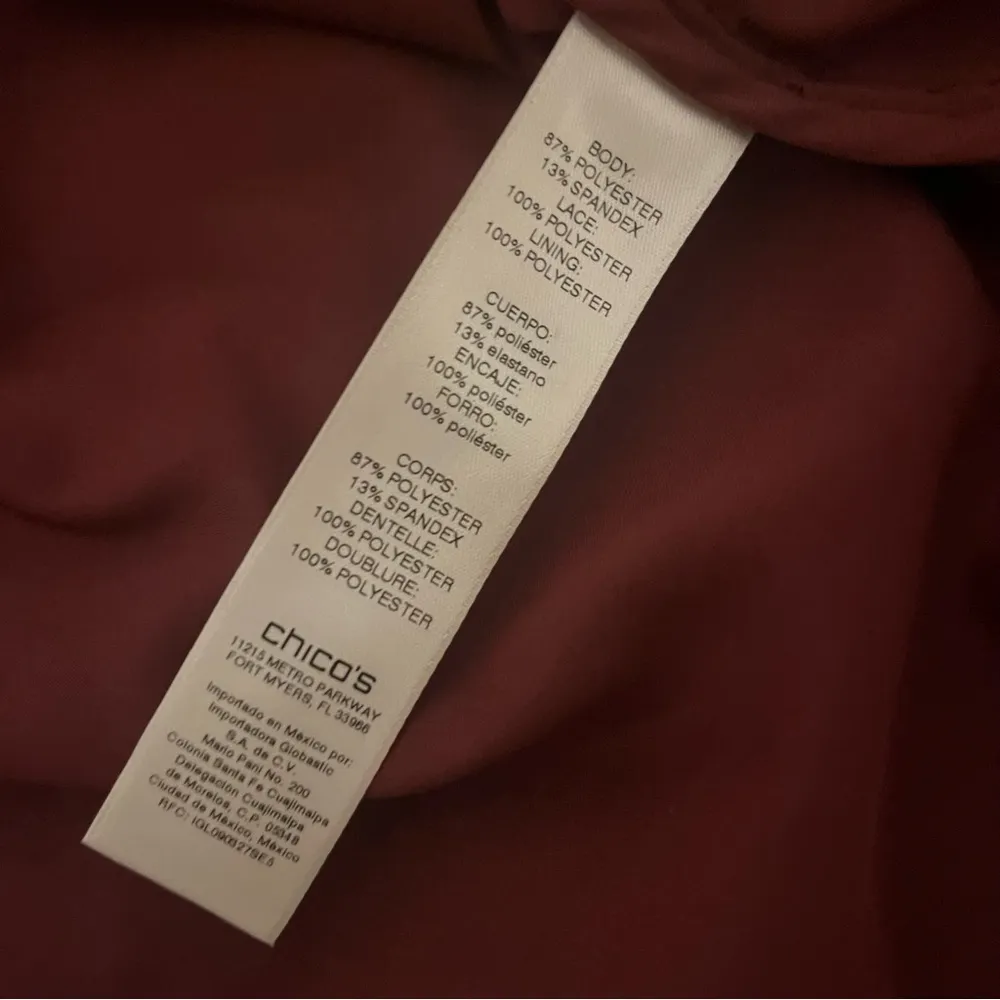 BODY:
87% POLYESTER
13% SPANDEX
LACE:
100% POLYESTER
LINING:
100% POLYESTER
CUERPO:
87% poliéster
13% elastano
ENCAJE:
100% poliéster
FORRO:
100% poliéster
CORPS:
87% POLYESTER
13% SPANDEX
DENTELLE:
100% POLYESTER
DOUBLURE:
100% POLYESTER
chico's
11215 METRO PARKWAY
FORT MYERS, FL 33966
Importado en México por:
Importadora Globastic
S.A. de C.V.
Mario Pani No. 200
Colonia Santa Fe Cuajimalpa
Delegación Cuajimalpa
de Morelos, C.P. 05348
Ciudad de México, México
RFC: IGL090327SE5